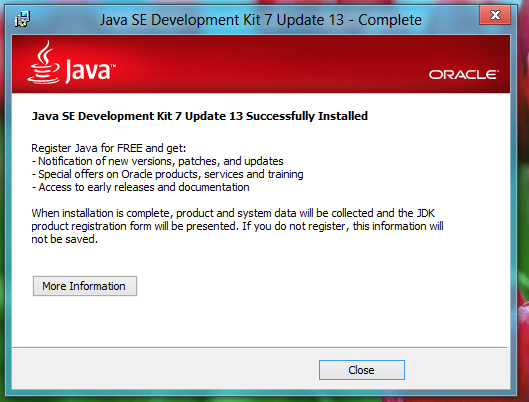 Java SE Development Kit 7 Update 13 - Complete
Java™
ORACLE®
Java SE Development Kit 7 Update 13 Successfully Installed
Register Java for FREE and get:
- Notification of new versions, patches, and updates
- Special offers on Oracle products, services and training
- Access to early releases and documentation
When installation is complete, product and system data will be collected and the JDK
product registration form will be presented. If you do not register, this information will
not be saved.
More Information
Close